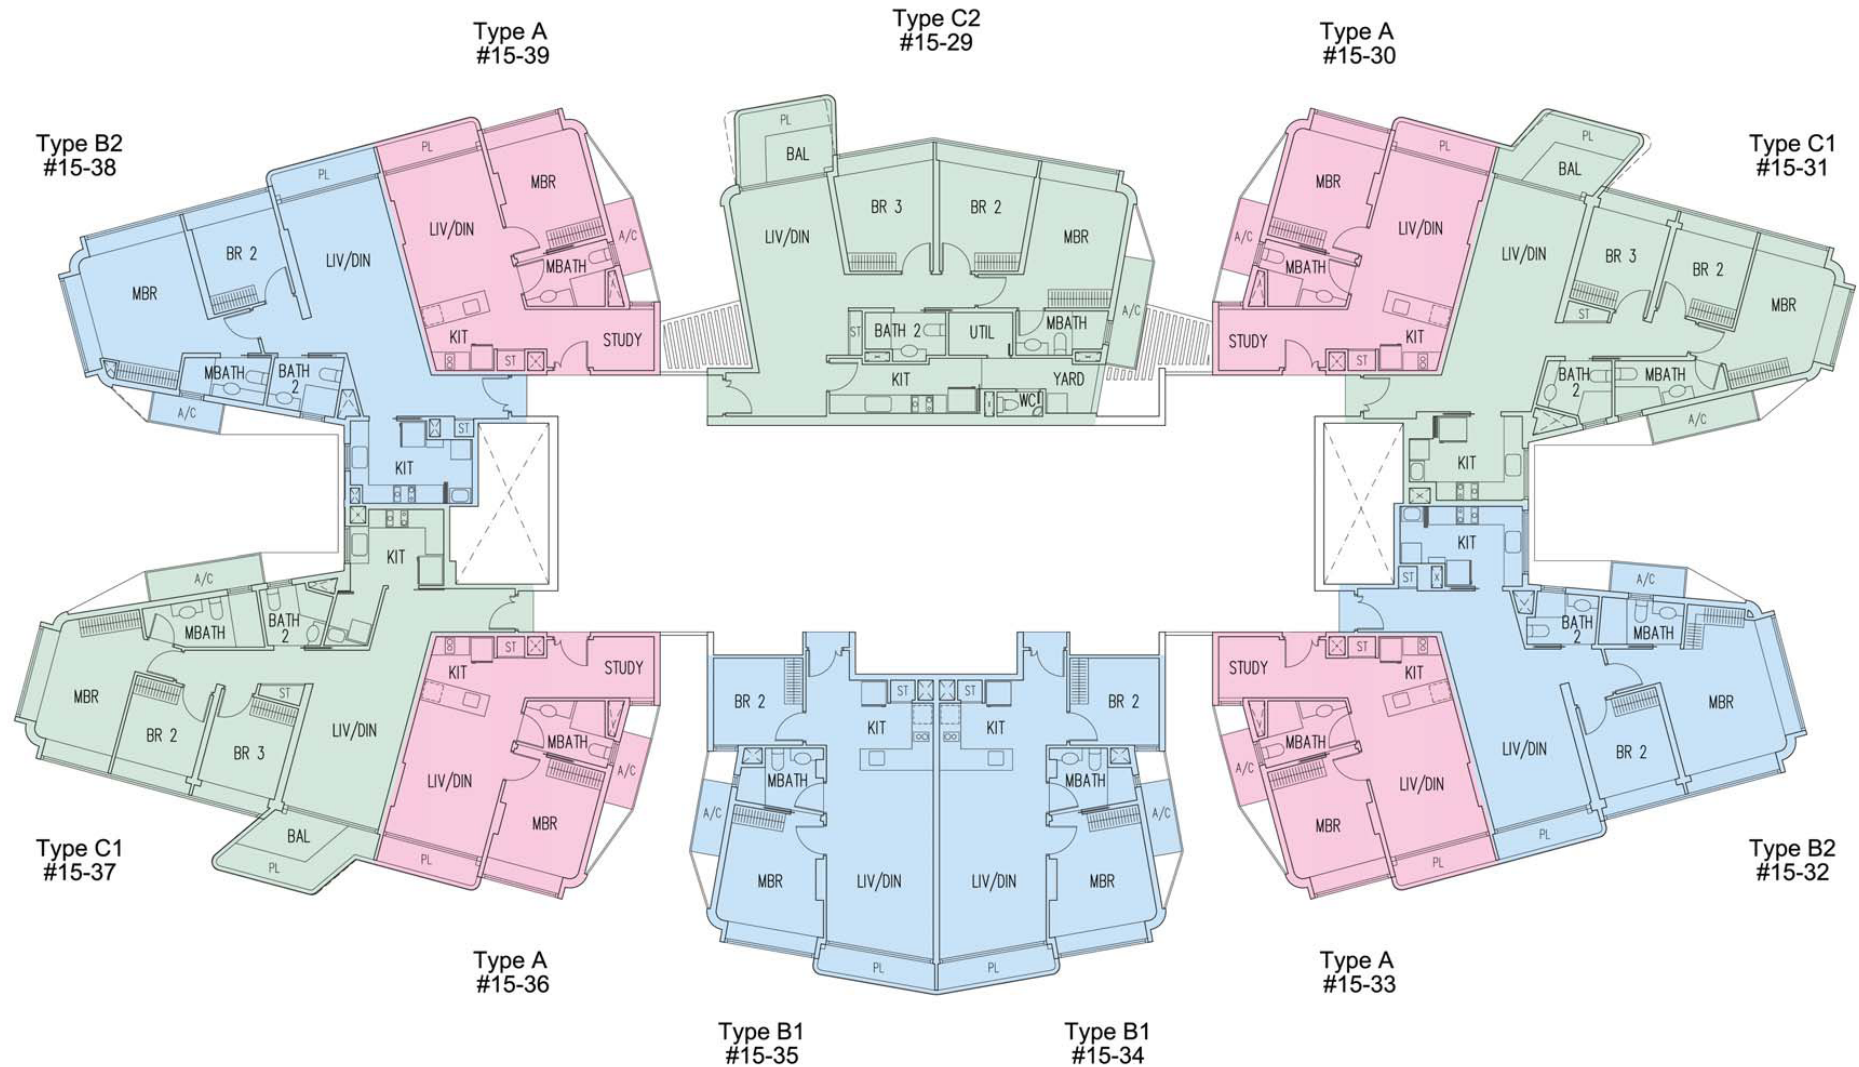 Type A
#15-39
Type C2
#15-29
Type A
#15-30
Type B2
#15-38
Type C1
#15-31
PL
BAL
LIV/DIN
BR 3
BR 2
MBR
A/C
ST
BATH 2
UTIL
MBATH
KIT
YARD
WC
PL
MBR
LIV/DIN
A/C
MBATH
KIT
ST
STUDY
PL
BR 2
LIV/DIN
MBR
MBATH
BATH
2
A/C
ST
KIT
PL
MBR
LIV/DIN
A/C
MBATH
STUDY
ST
KIT
PL
BAL
LIV/DIN
BR 3
BR 2
MBR
ST
BATH
2
MBATH
A/C
KIT
KIT
A/C
BATH
2
MBATH
MBR
BR 2
BR 3
ST
LIV/DIN
BAL
PL
KIT
ST
STUDY
MBATH
A/C
LIV/DIN
MBR
PL
BR 2
ST
KIT
MBATH
A/C
MBR
LIV/DIN
PL
ST
BR 2
KIT
MBATH
A/C
LIV/DIN
MBR
PL
STUDY
ST
KIT
MBATH
A/C
MBR
LIV/DIN
PL
KIT
ST
A/C
BATH
2
MBATH
MBR
BR 2
LIV/DIN
PL
Type C1
#15-37
Type B2
#15-32
Type A
#15-36
Type A
#15-33
Type B1
#15-35
Type B1
#15-34